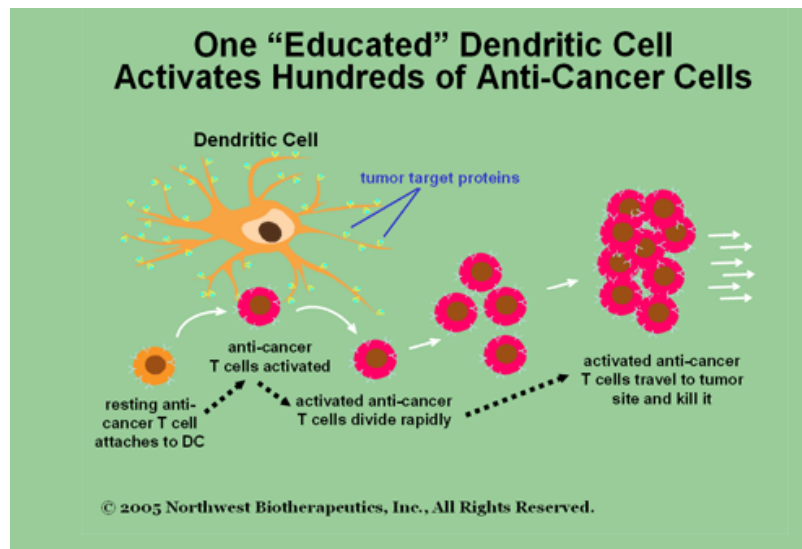 One “Educated” Dendritic Cell
Activates Hundreds of Anti-Cancer Cells
Dendritic Cell
tumor target proteins
anti-cancer
T cells activated
resting anti-
cancer T cell
attaches to DC
activated anti-cancer
T cells divide rapidly
activated anti-cancer
T cells travel to tumor
site and kill it
© 2005 Northwest Biotherapeutics, Inc., All Rights Reserved.